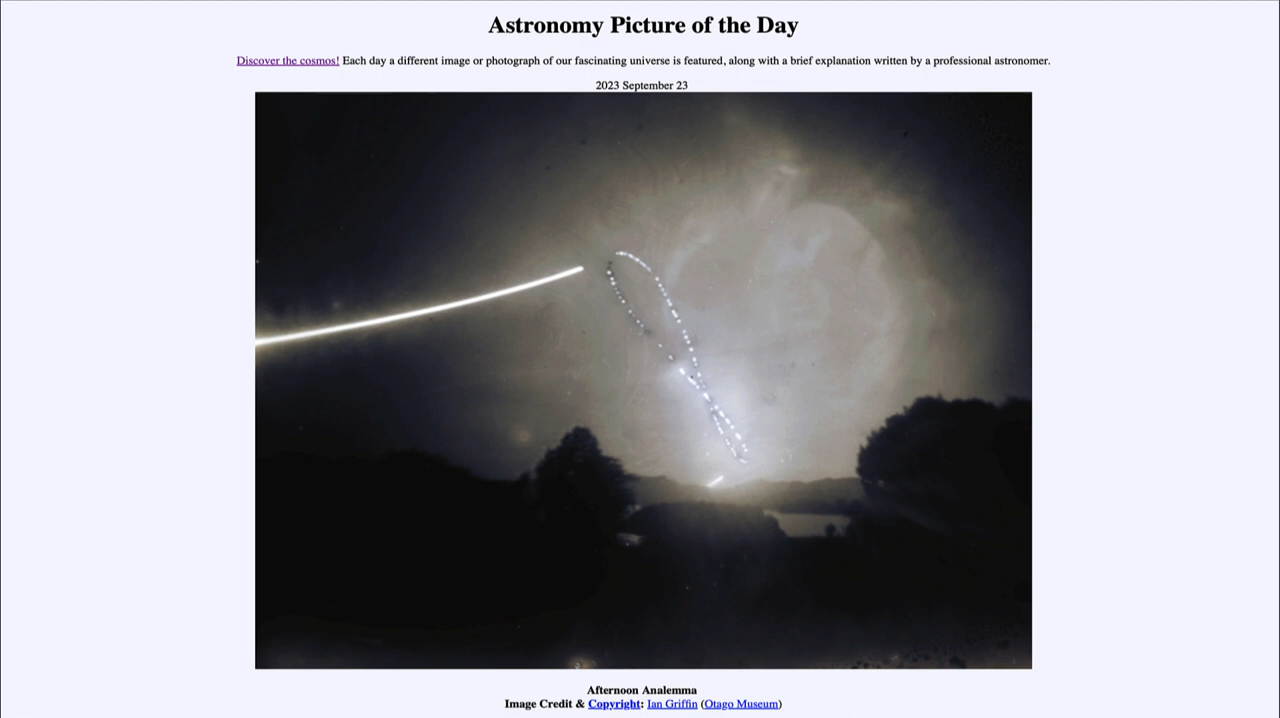 Astronomy Picture of the Day
Discover the cosmos! Each day a different image or photograph of our fascinating universe is featured, along with a brief explanation written by a professional astronomer.
2023 September 23
Afternoon Analemma
Image Credit & Copyright: Ian Griffin (Otago Museum)